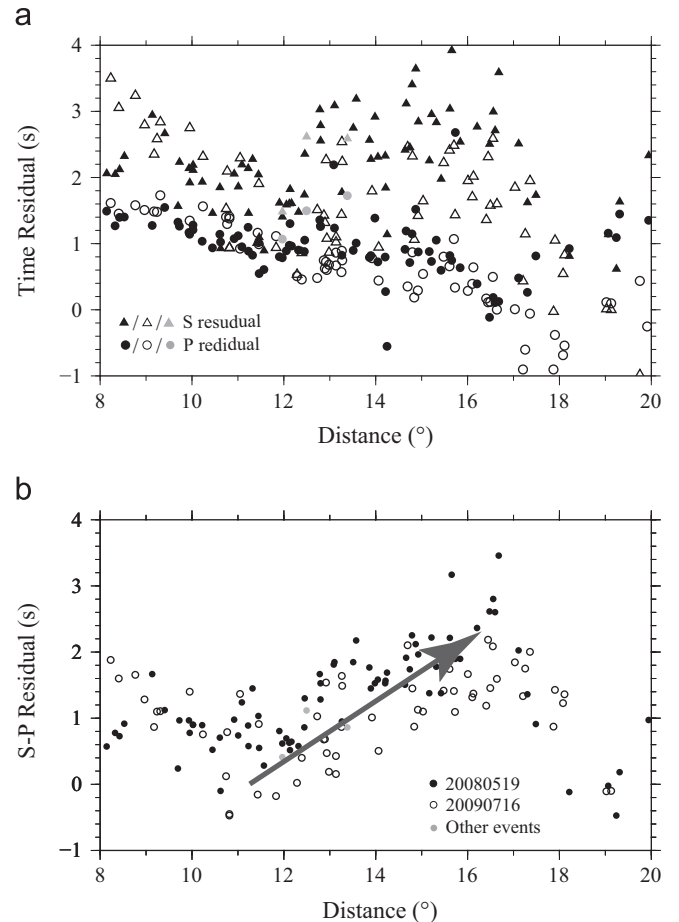 a
4
3
2
1
0
−1
Time Residual (s)
▲/△/▲ S resudual
●/○/● P redidual
8 10 12 14 16 18 20
Distance (°)
b
4
3
2
1
0
−1
S-P Residual (s)
20080519
20090716
Other events
8 10 12 14 16 18 20
Distance (°)